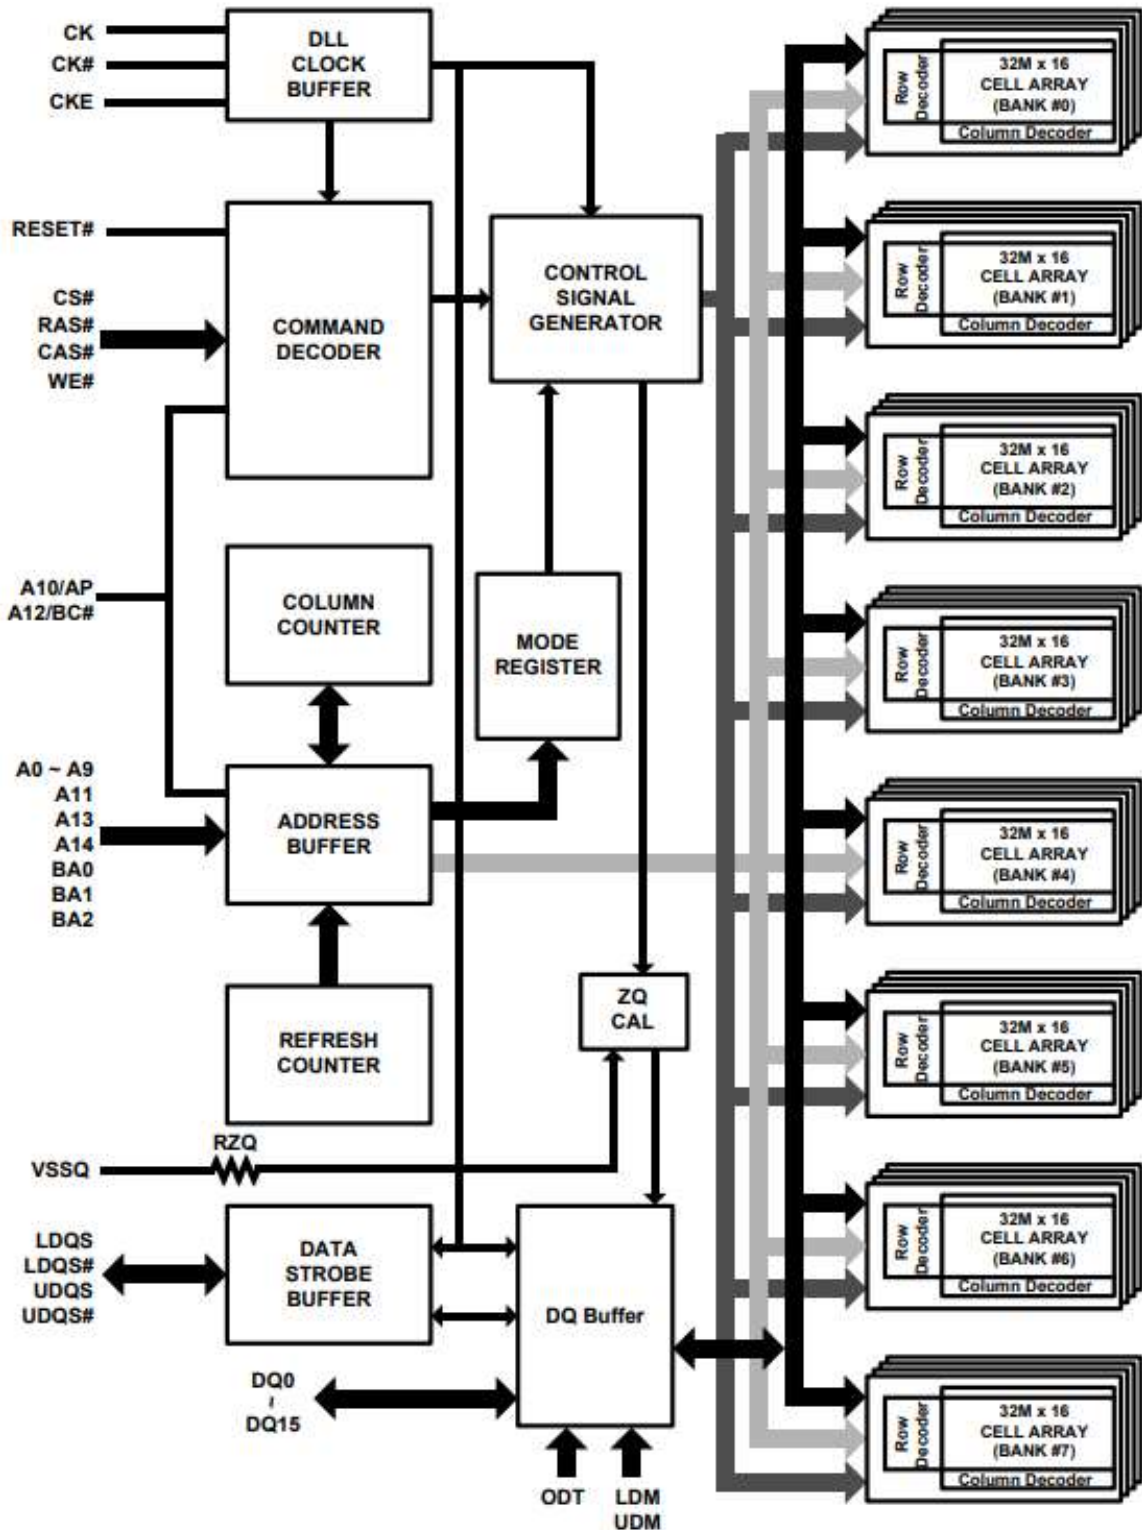 CK
CK#
CKE
DLL
CLOCK
BUFFER
RESET#
CS#
RAS#
CAS#
WE#
COMMAND
DECODER
CONTROL
SIGNAL
GENERATOR
A10/AP
A12/BC#
COLUMN
COUNTER
MODE
REGISTER
A0 ~ A9
A11
A13
A14
BA0
BA1
BA2
ADDRESS
BUFFER
REFRESH
COUNTER
ZQ
CAL
RZQ
VSSQ
LDQS
LDQS#
UDQS
UDQS#
DATA
STROBE
BUFFER
DQ Buffer
DQ0
~
DQ15
ODT
LDM
UDM
Row
Decoder
32M x 16
CELL ARRAY
(BANK #0)
Column Decoder
Row
Decoder
32M x 16
CELL ARRAY
(BANK #1)
Column Decoder
Row
Decoder
32M x 16
CELL ARRAY
(BANK #2)
Column Decoder
Row
Decoder
32M x 16
CELL ARRAY
(BANK #3)
Column Decoder
Row
Decoder
32M x 16
CELL ARRAY
(BANK #4)
Column Decoder
Row
Decoder
32M x 16
CELL ARRAY
(BANK #5)
Column Decoder
Row
Decoder
32M x 16
CELL ARRAY
(BANK #6)
Column Decoder
Row
Decoder
32M x 16
CELL ARRAY
(BANK #7)
Column Decoder